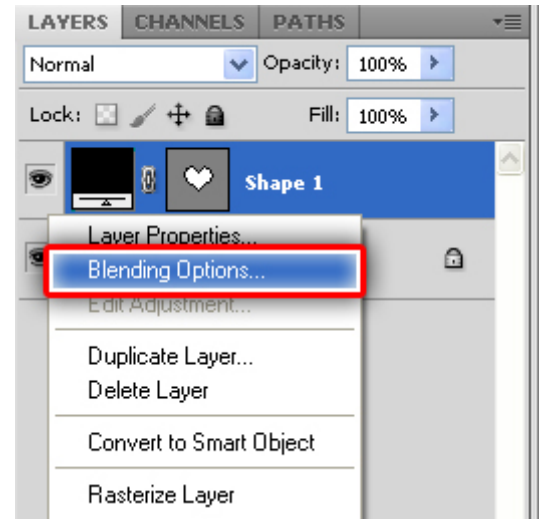 LAYERS CHANNELS PATHS
Normal Opacity: 100%
Lock: Fill: 100%
Shape 1
Layer Properties...
Blending Options...
Edit Adjustment...
Duplicate Layer...
Delete Layer
Convert to Smart Object
Rasterize Layer